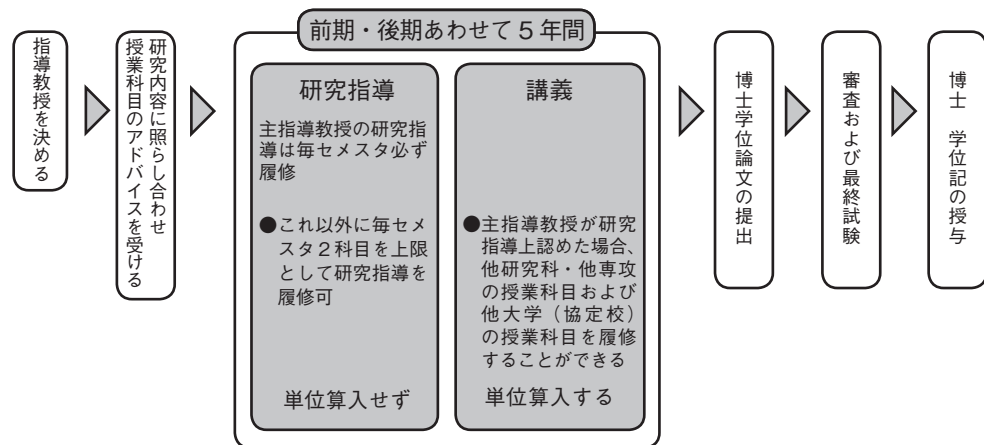 指導教授を決める
研究内容に照らし合わせ
授業科目のアドバイスを受ける
前期・後期あわせて5年間
研究指導
主指導教授の研究指
導は毎セメスタ必ず
履修
●これ以外に毎セメ
スタ2科目を上限
として研究指導を
履修可
単位算入せず
講義
●主指導教授が研究
指導上認めた場合、
他研究科・他専攻
の授業科目および
他大学（協定校）
の授業科目を履修
することができる
単位算入する
博士学位論文の提出
審査および最終試験
博士　学位記の授与